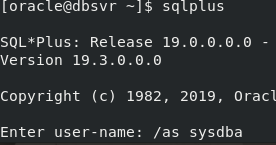 [oracle@dbsvr ~]$ sqlplus
SQL*Plus: Release 19.0.0.0.0 -
Version 19.3.0.0.0
Copyright (c) 1982, 2019, Oracl
Enter user-name: /as sysdba